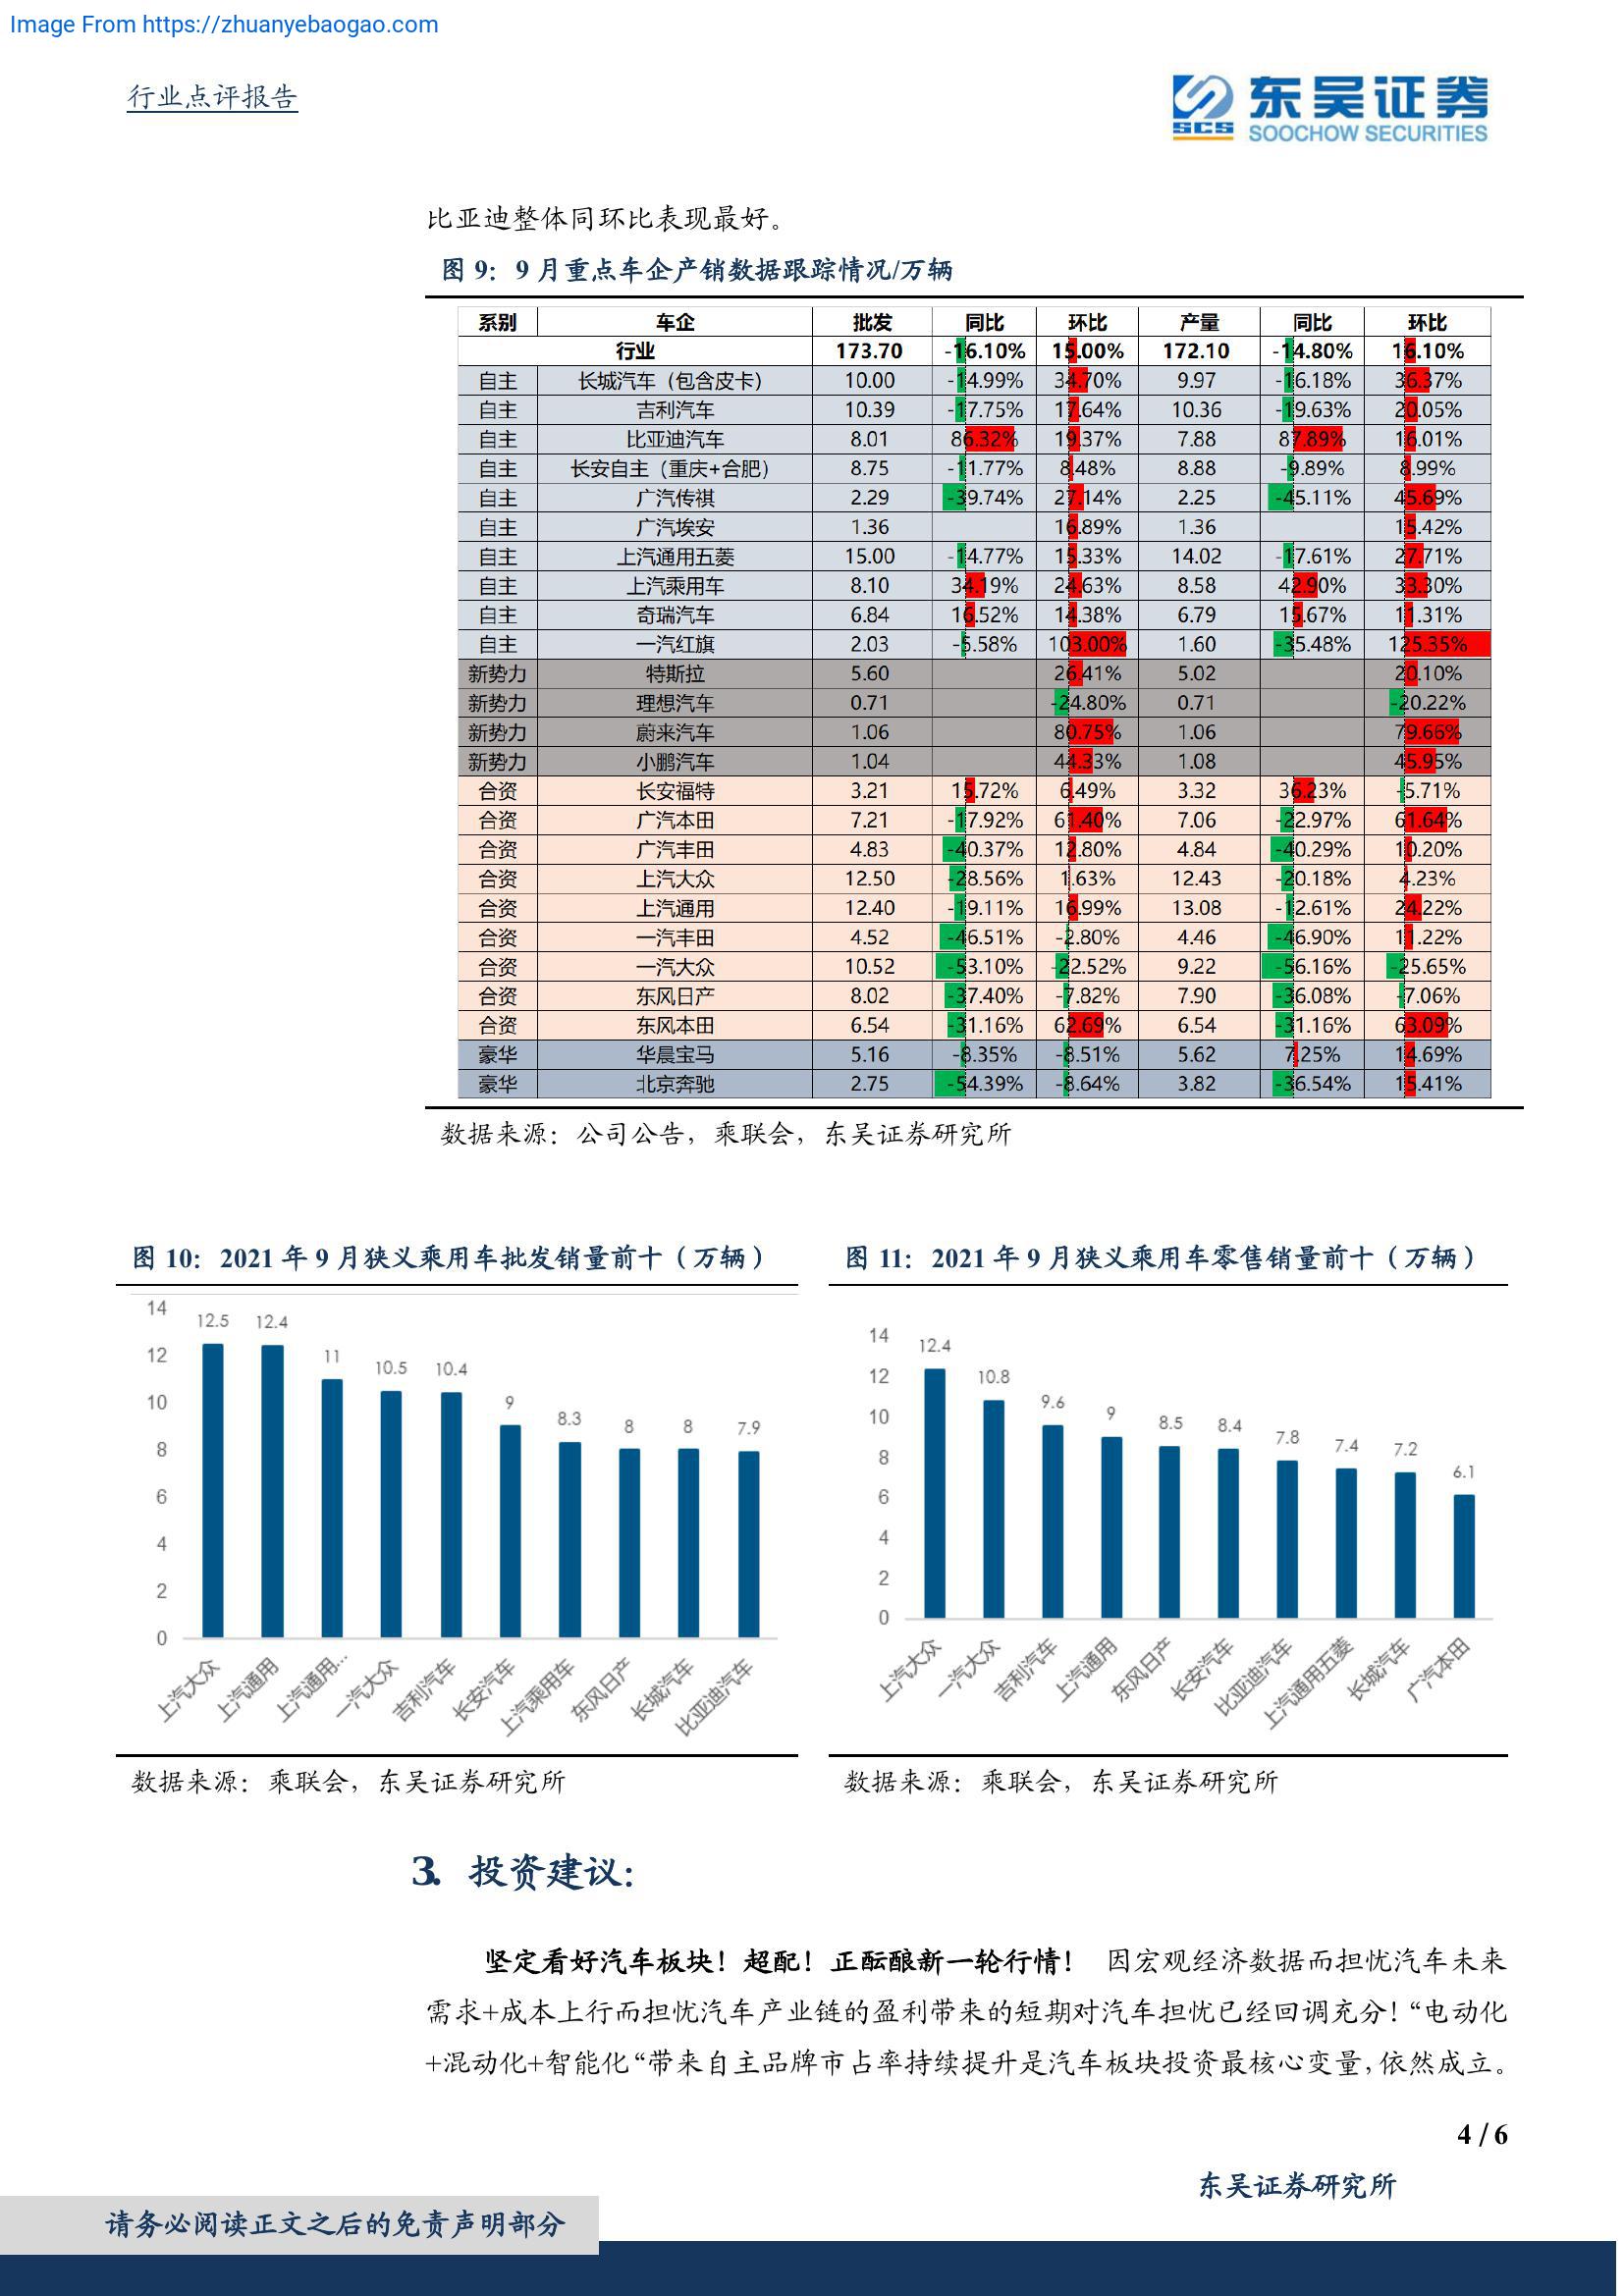 Image From https://zhuanyebaogao.com
行业点评报告
SCS 东吴证券
SOOCHOW SECURITIES
比亚迪整体同环比表现最好。
图 9：9 月重点车企产销数据跟踪情况/万辆
系别 车企 批发 同比 环比 产量 同比 环比
行业 173.70 -16.10% 15.00% 172.10 -14.80% 16.10%
自主 长城汽车（包含皮卡） 10.00 -14.99% 34.70% 9.97 -16.18% 36.37%
自主 吉利汽车 10.39 -17.75% 17.64% 10.36 -19.63% 20.05%
自主 比亚迪汽车 8.01 86.32% 19.37% 7.88 87.89% 16.01%
自主 长安自主（重庆+合肥） 8.75 -11.77% 8.48% 8.88 -9.89% 8.99%
自主 广汽传祺 2.29 -39.74% 27.14% 2.25 -45.11% 45.69%
自主 广汽埃安 1.36 16.89% 1.36 15.42%
自主 上汽通用五菱 15.00 -14.77% 15.33% 14.02 -17.61% 27.71%
自主 上汽乘用车 8.10 34.19% 24.63% 8.58 42.90% 33.30%
自主 奇瑞汽车 6.84 16.52% 14.38% 6.79 15.67% 11.31%
自主 一汽红旗 2.03 -5.58% 103.00% 1.60 -35.48% 125.35%
新势力 特斯拉 5.60 26.41% 5.02 20.10%
新势力 理想汽车 0.71 -24.80% 0.71 -20.22%
新势力 蔚来汽车 1.06 80.75% 1.06 79.66%
新势力 小鹏汽车 1.04 44.33% 1.08 45.95%
合资 长安福特 3.21 15.72% 6.49% 3.32 36.23% -5.71%
合资 广汽本田 7.21 -17.92% 61.40% 7.06 -22.97% 61.64%
合资 广汽丰田 4.83 -40.37% 12.80% 4.84 -40.29% 10.20%
合资 上汽大众 12.50 -28.56% 1.63% 12.43 -20.18% 4.23%
合资 上汽通用 12.40 -19.11% 16.99% 13.08 -12.61% 24.22%
合资 一汽丰田 4.52 -46.51% -2.80% 4.46 -46.90% 11.22%
合资 一汽大众 10.52 -53.10% -22.52% 9.22 -56.16% -25.65%
合资 东风日产 8.02 -37.40% -7.82% 7.90 -36.08% -7.06%
合资 东风本田 6.54 -31.16% 62.69% 6.54 -31.16% 63.09%
豪华 华晨宝马 5.16 -8.35% -8.51% 5.62 7.25% 14.69%
豪华 北京奔驰 2.75 -54.39% -8.64% 3.82 -36.54% 15.41%
数据来源：公司公告，乘联会，东吴证券研究所
图 10：2021 年 9 月狭义乘用车批发销量前十（万辆）
14
12
10
8
6
4
2
0
12.5 12.4 11 10.5 10.4 9 8.3 8 8 7.9
上汽大众 上汽通用 上汽通用... 一汽大众 吉利汽车 长安汽车 上汽乘用车 东风日产 长城汽车 比亚迪汽车
数据来源：乘联会，东吴证券研究所
图 11：2021 年 9 月狭义乘用车零售销量前十（万辆）
14
12
10
8
6
4
2
0
12.4 10.8 9.6 9 8.5 8.4 7.8 7.4 7.2 6.1
上汽大众 一汽大众 吉利汽车 上汽通用 东风日产 长安汽车 比亚迪汽车 上汽通用五菱 长城汽车 广汽本田
数据来源：乘联会，东吴证券研究所
3. 投资建议：
坚定看好汽车板块！超配！正酝酿新一轮行情！ 因宏观经济数据而担忧汽车未来
需求+成本上行而担忧汽车产业链的盈利带来的短期对汽车担忧已经回调充分！“电动化
+混动化+智能化“带来自主品牌市占率持续提升是汽车板块投资最核心变量，依然成立。
4 / 6
东吴证券研究所
请务必阅读正文之后的免责声明部分